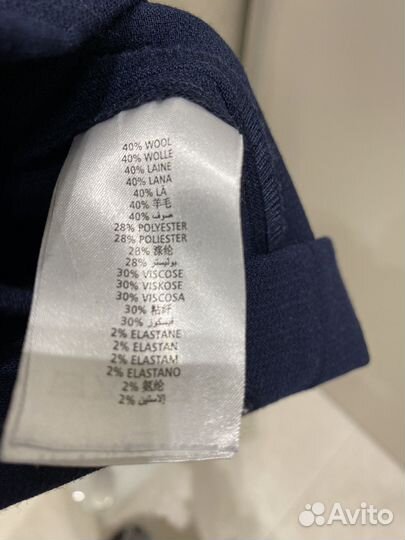 40% WOOL
40% WOLLE
40% LAINE
40% LANA
40% LÃ
40% 羊毛
40% صوف
28% POLYESTER
28% POLIESTER
28% 涤纶
28% بوليستر
30% VISCOSE
30% VISKOSE
30% VISCOSA
30% 粘纤
30% فيسكوز
2% ELASTANE
2% ELASTAN
2% ELASTAM
2% ELASTANO
2% 氨纶
2% الاستين
Avito